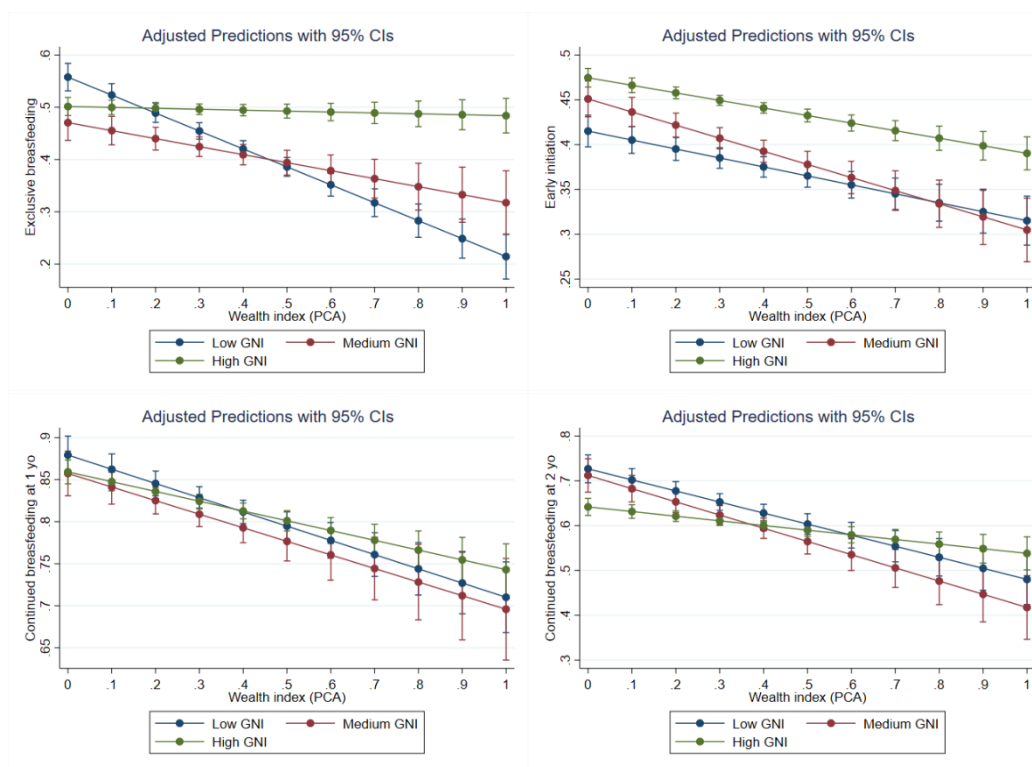 Adjusted Predictions with 95% CIs
Exclusive breastfeeding
.6
.5
.4
.3
.2
0 .1 .2 .3 .4 .5 .6 .7 .8 .9 1
Wealth index (PCA)
Low GNI Medium GNI
High GNI
Adjusted Predictions with 95% CIs
Early initiation
.5
.45
.4
.35
.3
.25
0 .1 .2 .3 .4 .5 .6 .7 .8 .9 1
Wealth index (PCA)
Low GNI Medium GNI
High GNI
Adjusted Predictions with 95% CIs
Continued breasfeeding at 1 yo
.9
.85
.8
.75
.7
.65
0 .1 .2 .3 .4 .5 .6 .7 .8 .9 1
Wealth index (PCA)
Low GNI Medium GNI
High GNI
Adjusted Predictions with 95% CIs
Continued breasfeeding at 2 yo
.8
.7
.6
.5
.4
.3
0 .1 .2 .3 .4 .5 .6 .7 .8 .9 1
Wealth index (PCA)
Low GNI Medium GNI
High GNI